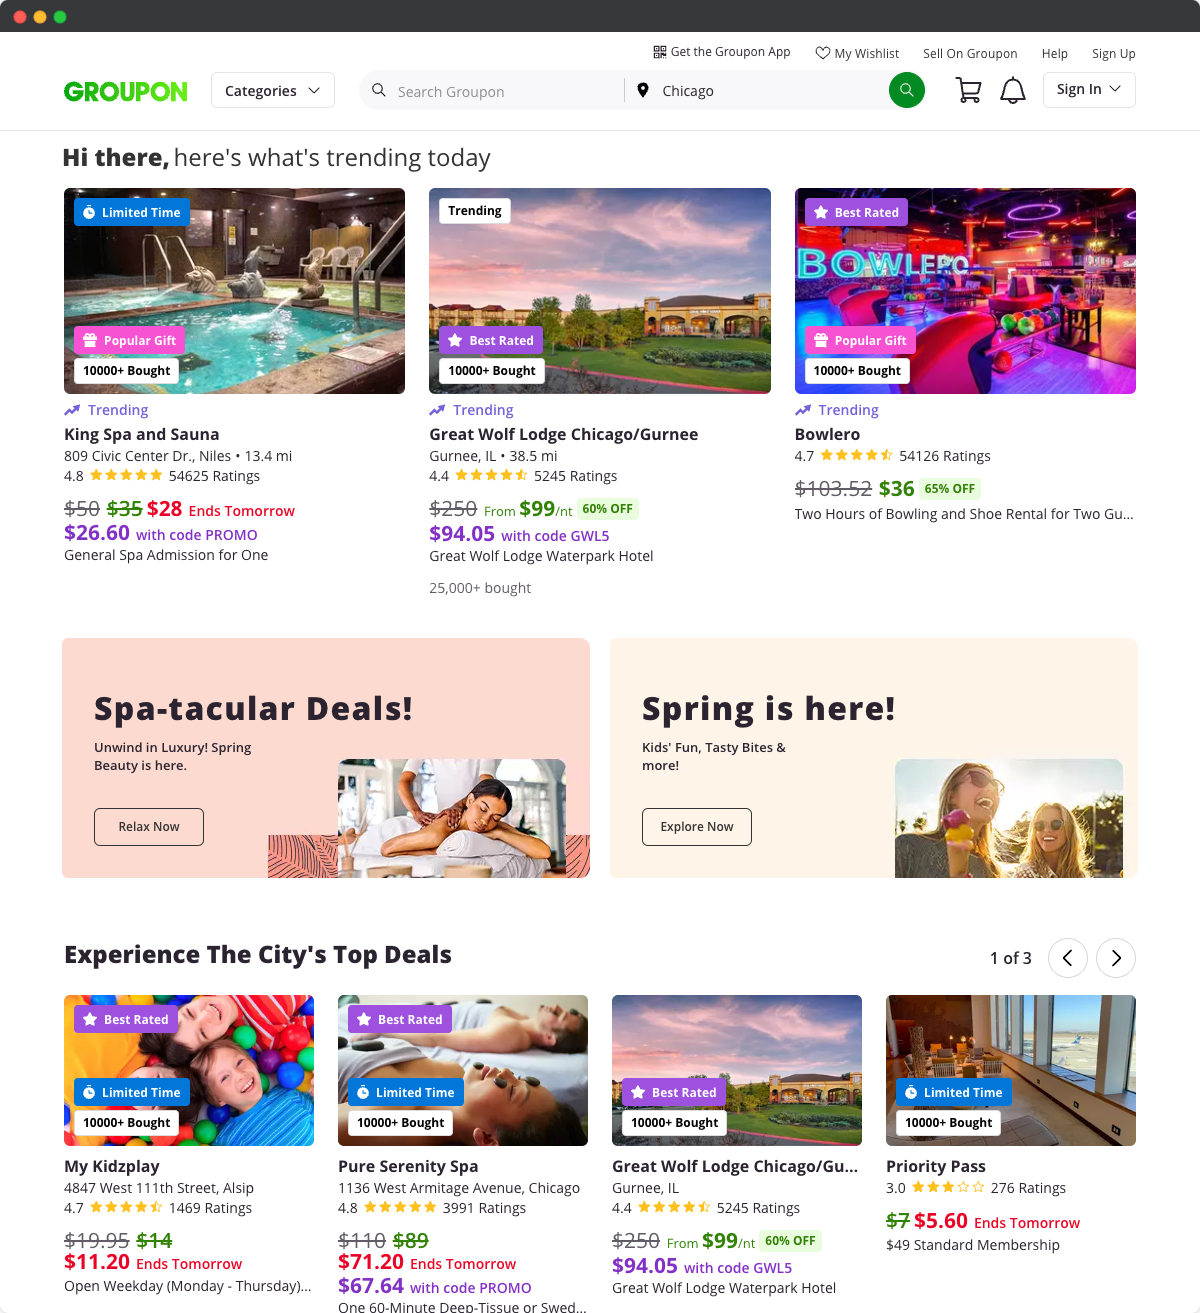 Get the Groupon App
My Wishlist
Sell On Groupon
Help
Sign Up
GROUPON
Categories
Search Groupon
Chicago
Sign In
Hi there, here's what's trending today
Limited Time
Popular Gift
10000+ Bought
Trending
King Spa and Sauna
809 Civic Center Dr., Niles • 13.4 mi
4.8 54625 Ratings
$50 $35 $28 Ends Tomorrow
$26.60 with code PROMO
General Spa Admission for One
Trending
Best Rated
10000+ Bought
Trending
Great Wolf Lodge Chicago/Gurnee
Gurnee, IL • 38.5 mi
4.4 5245 Ratings
$250 From $99/nt 60% OFF
$94.05 with code GWL5
Great Wolf Lodge Waterpark Hotel
25,000+ bought
Best Rated
BOWLERO
Popular Gift
10000+ Bought
Trending
Bowlero
4.7 54126 Ratings
$103.52 $36 65% OFF
Two Hours of Bowling and Shoe Rental for Two Gu...
Spa-tacular Deals!
Unwind in Luxury! Spring
Beauty is here.
Relax Now
Spring is here!
Kids' Fun, Tasty Bites &
more!
Explore Now
Experience The City's Top Deals
1 of 3
Best Rated
Limited Time
10000+ Bought
My Kidzplay
4847 West 111th Street, Alsip
4.7 1469 Ratings
$19.95 $14
$11.20 Ends Tomorrow
Open Weekday (Monday - Thursday)...
Best Rated
Limited Time
10000+ Bought
Pure Serenity Spa
1136 West Armitage Avenue, Chicago
4.8 3991 Ratings
$110 $89
$71.20 Ends Tomorrow
$67.64 with code PROMO
One 60-Minute Deep-Tissue or Swed...
Best Rated
10000+ Bought
Great Wolf Lodge Chicago/Gu...
Gurnee, IL
4.4 5245 Ratings
$250 From $99/nt 60% OFF
$94.05 with code GWL5
Great Wolf Lodge Waterpark Hotel
Limited Time
10000+ Bought
Priority Pass
3.0 276 Ratings
$7 $5.60 Ends Tomorrow
$49 Standard Membership